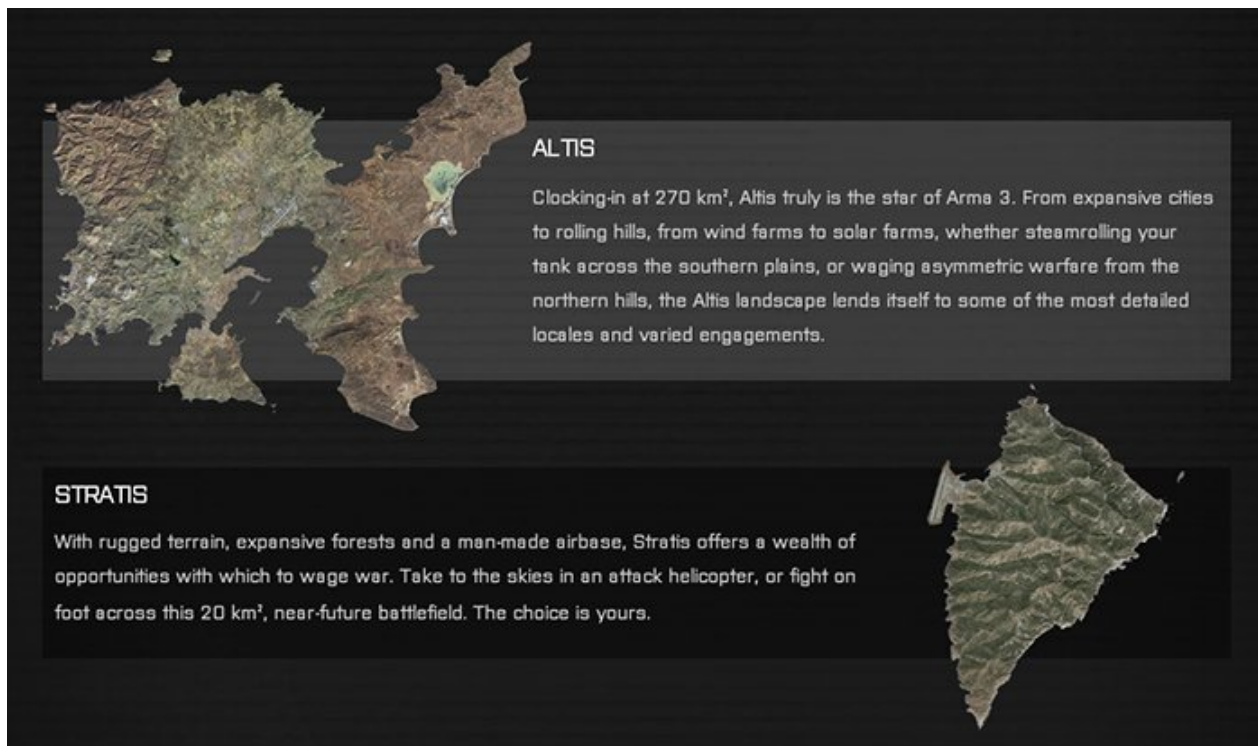 ALTIS
Clocking-in at 270 km², Altis truly is the star of Arma 3. From expansive cities
to rolling hills, from wind farms to solar farms, whether steamrolling your
tank across the southern plains, or waging asymmetric warfare from the
northern hills, the Altis landscape lends itself to some of the most detailed
locales and varied engagements.
STRATIS
With rugged terrain, expansive forests and a man-made airbase, Stratis offers a wealth of
opportunities with which to wage war. Take to the skies in an attack helicopter, or fight on
foot across this 20 km², near-future battlefield. The choice is yours.